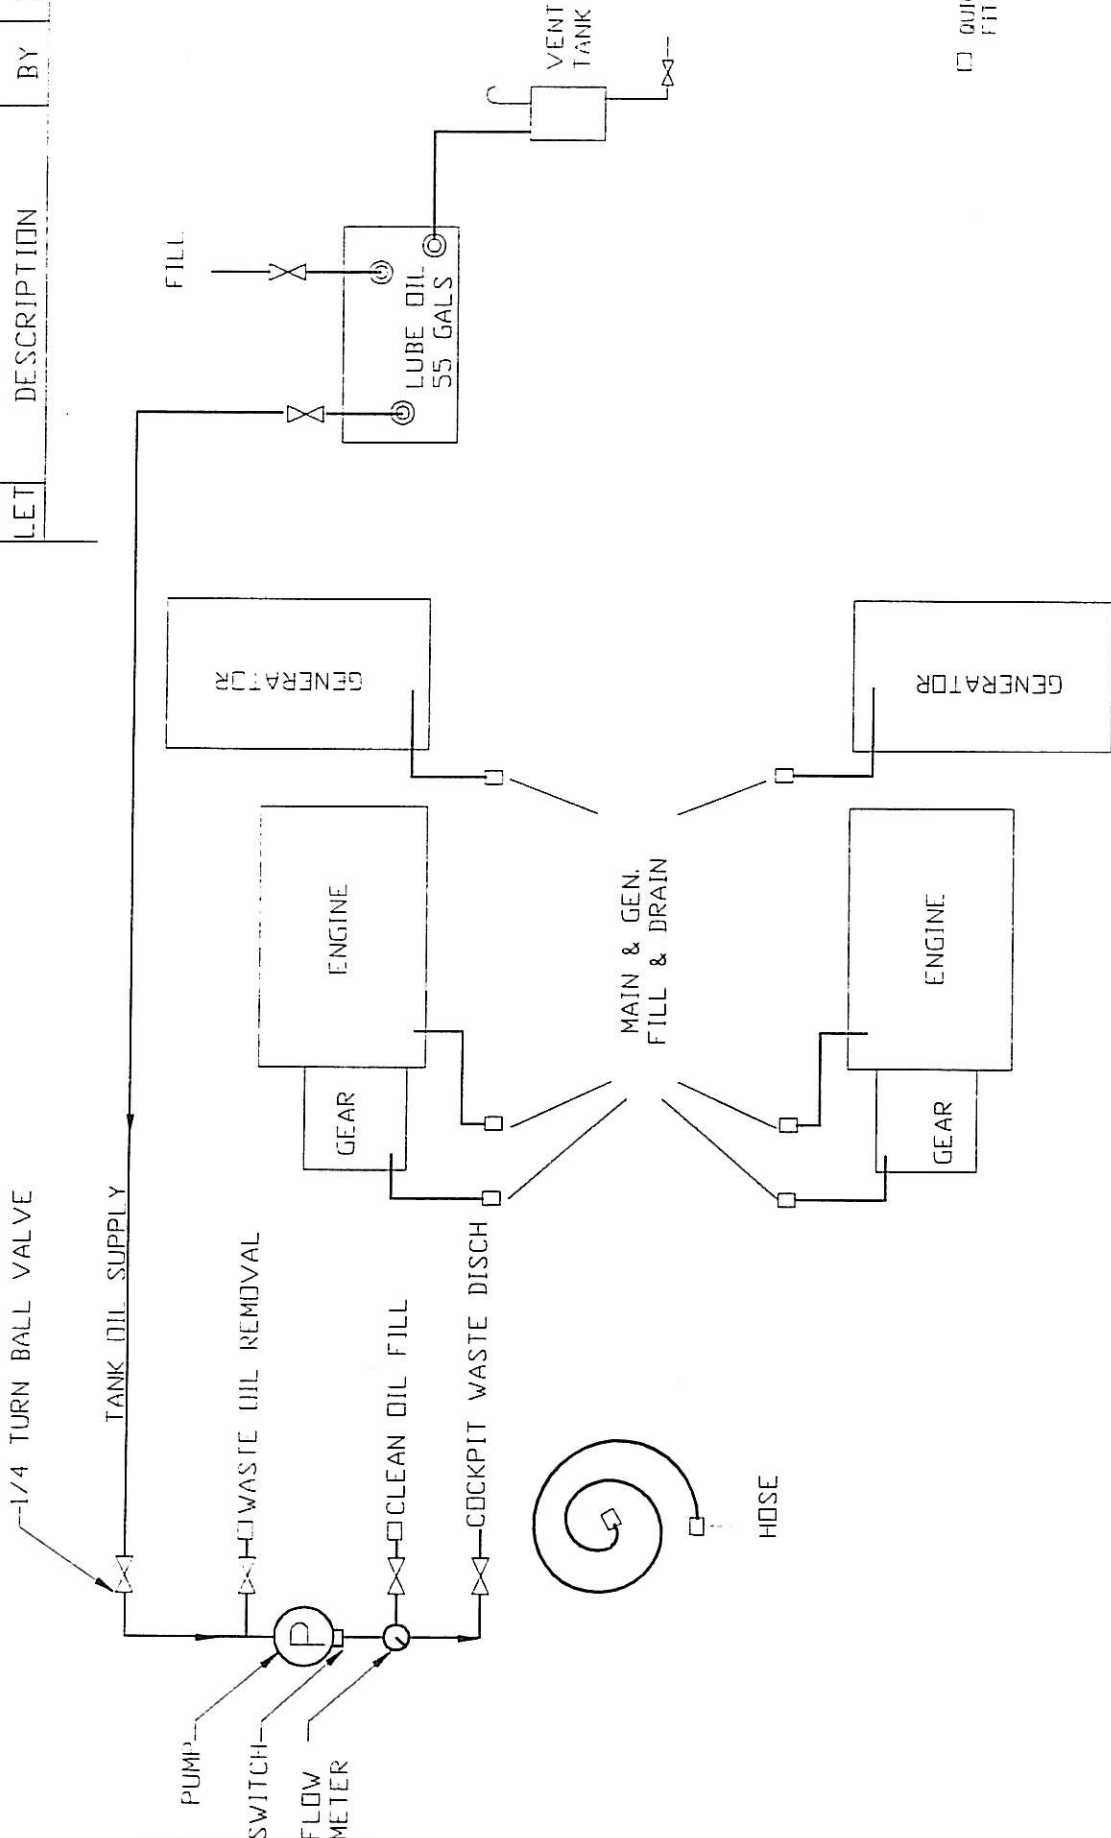 LET DESCRIPTION BY
1/4 TURN BALL VALVE
TANK OIL SUPPLY
FILL
VENT
TANK
LUBE OIL
55 GALS
PUMP
SWITCH
FLOW
METER
P
WASTE OIL REMOVAL
CLEAN OIL FILL
COCKPIT WASTE DISCH
GENERATOR
ENGINE
GEAR
MAIN & GEN.
FILL & DRAIN
HOSE
GENERATOR
ENGINE
GEAR